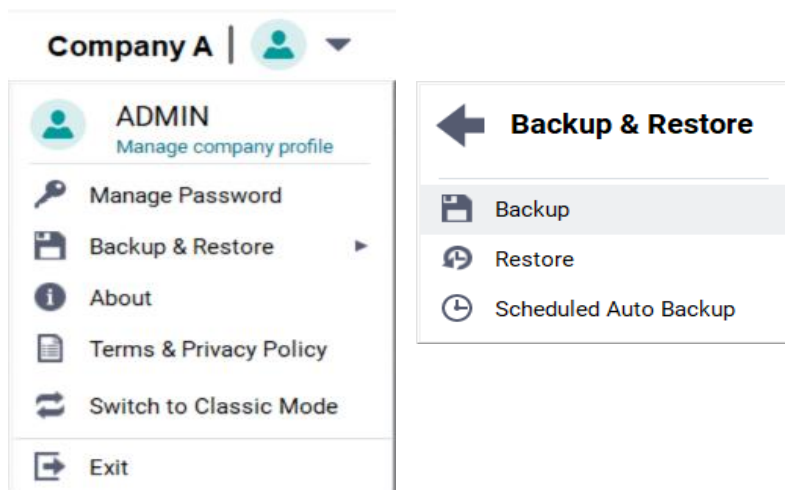 Company A |
ADMIN
Manage company profile
Manage Password
Backup & Restore
About
Terms & Privacy Policy
Switch to Classic Mode
Exit
Backup & Restore
Backup
Restore
Scheduled Auto Backup